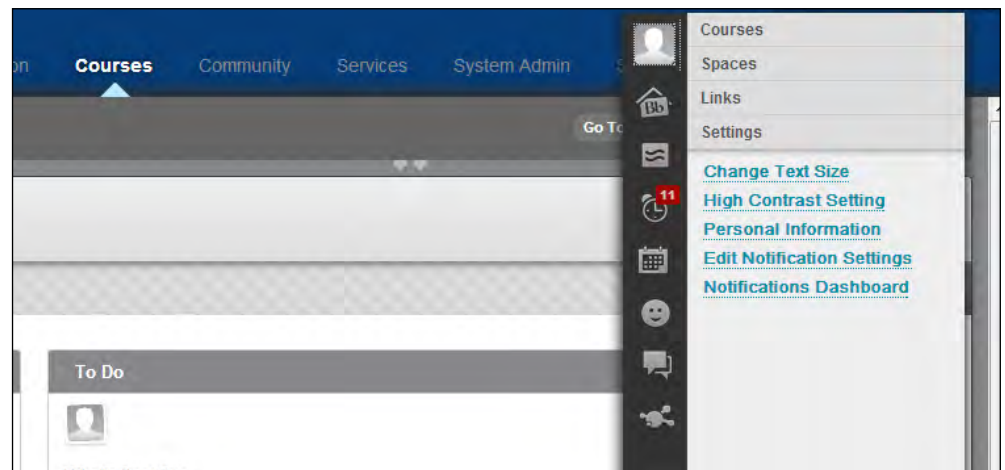 on Courses Community Services System Admin S
Go To
To Do
Bb
11
Courses
Spaces
Links
Settings
Change Text Size
High Contrast Setting
Personal Information
Edit Notification Settings
Notifications Dashboard